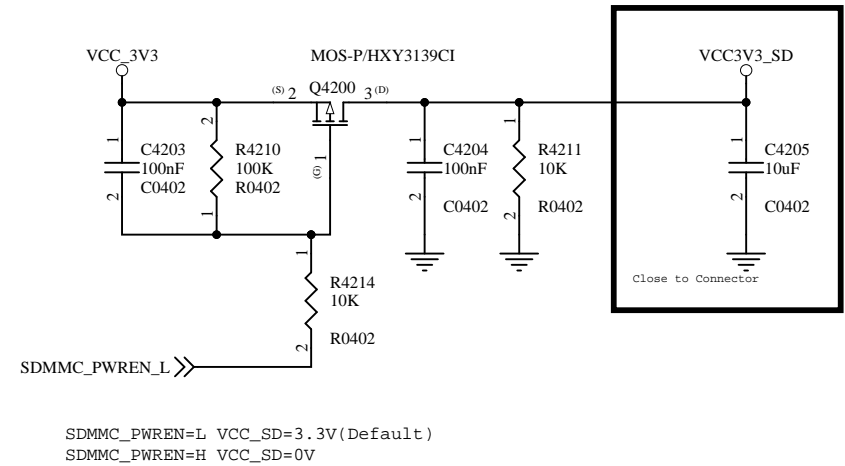 VCC_3V3
MOS-P/HXY3139CI
VCC3V3_SD
(S) 2
Q4200
3 (D)
(G) 1
1
C4203
100nF
C0402
2
2
R4210
100K
R0402
1
1
C4204
100nF
C0402
2
1
R4211
10K
R0402
2
1
C4205
10uF
C0402
2
Close to Connector
1
R4214
10K
R0402
2
SDMMC_PWREN_L
SDMMC_PWREN=L VCC_SD=3.3V(Default)
SDMMC_PWREN=H VCC_SD=0V